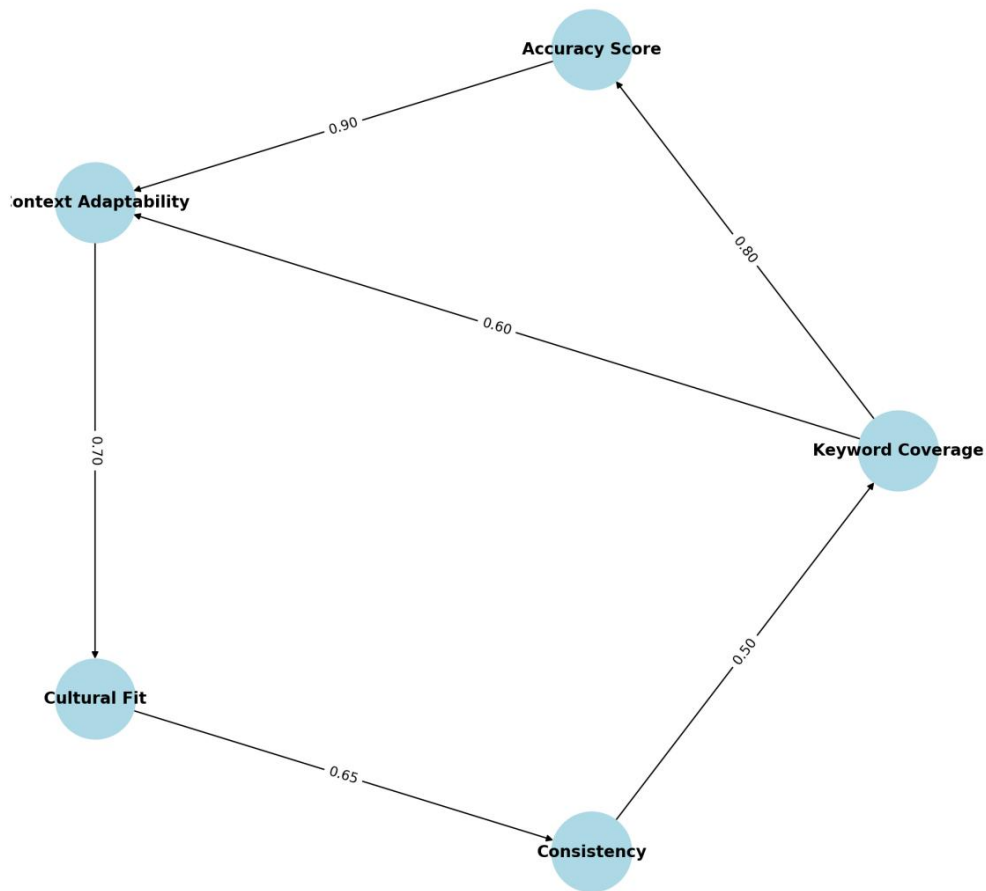 Accuracy Score
0.90
ontext Adaptability
0.80
0.60
0.70
Keyword Coverage
0.50
Cultural Fit
0.65
Consistency